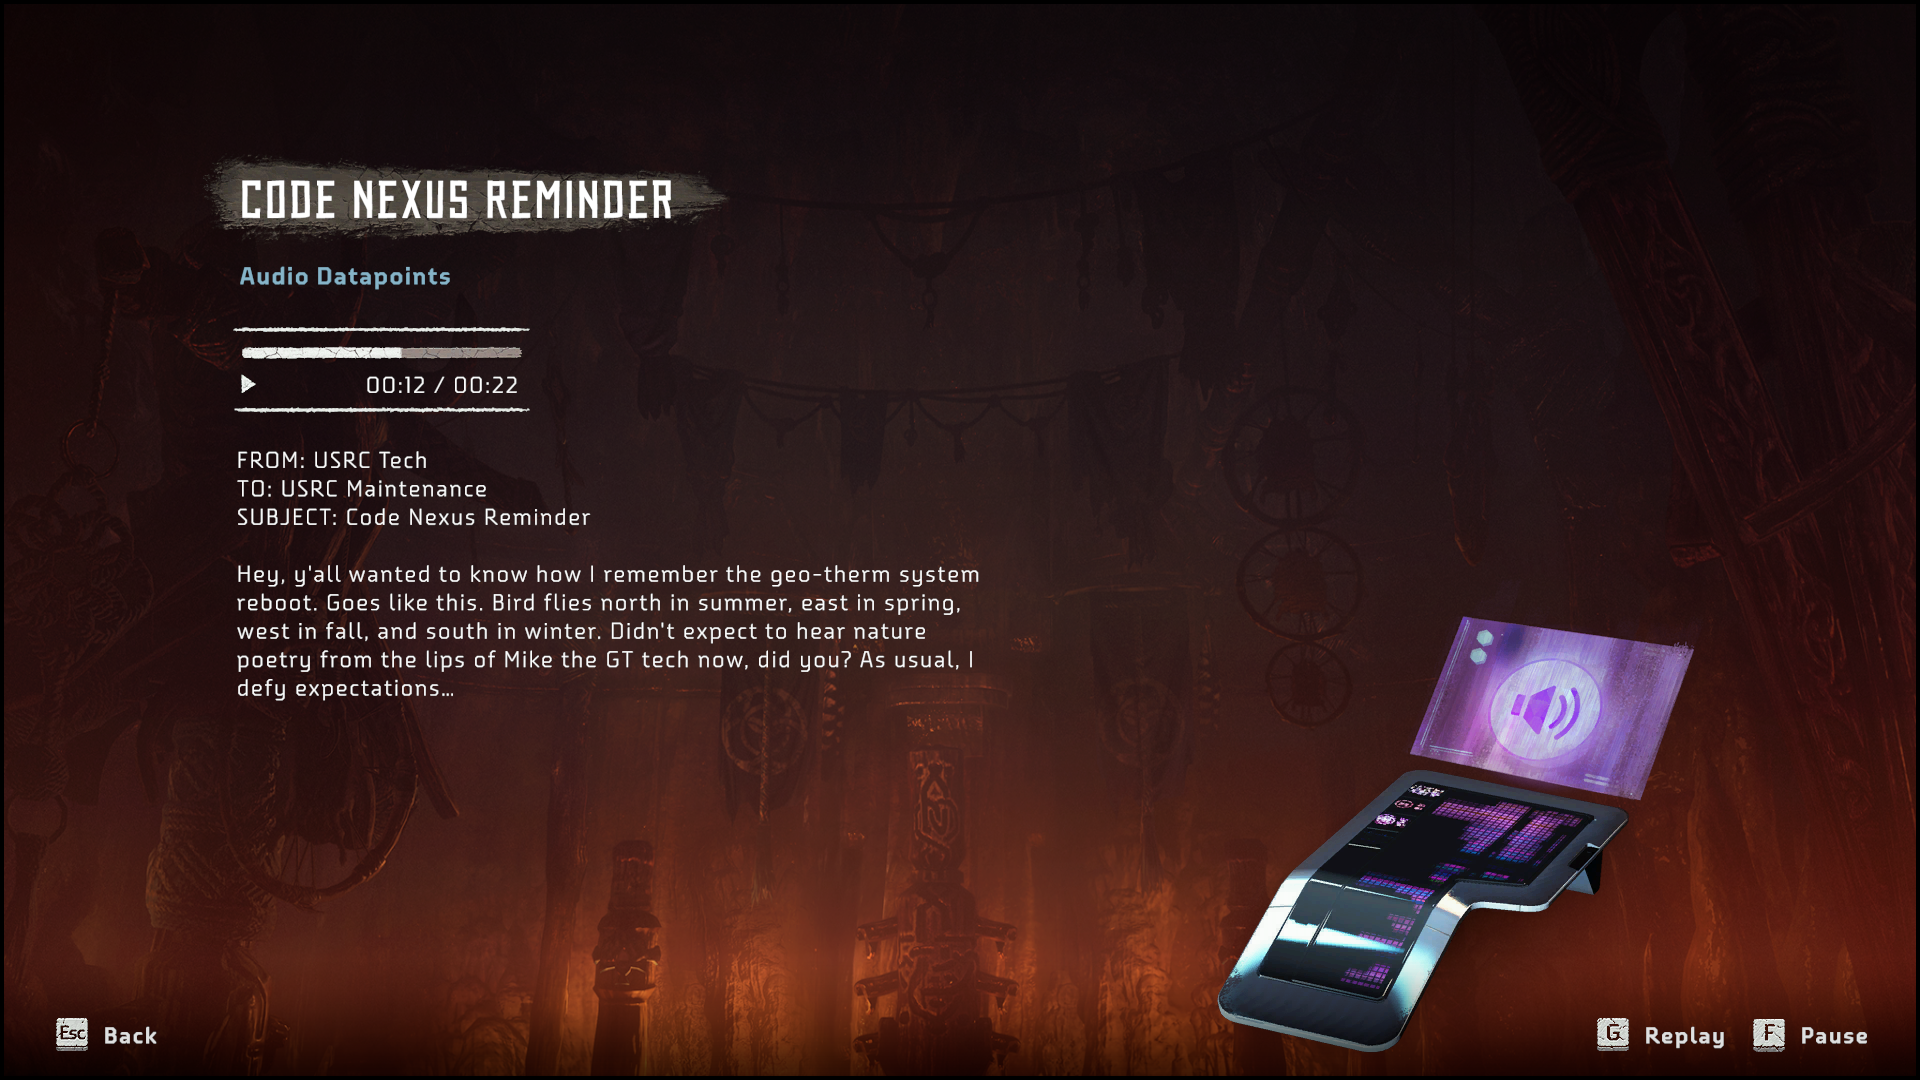 CODE NEXUS REMINDER
Audio Datapoints
00:12 / 00:22
FROM: USRC Tech
TO: USRC Maintenance
SUBJECT: Code Nexus Reminder
Hey, y'all wanted to know how I remember the geo-therm system
reboot. Goes like this. Bird flies north in summer, east in spring,
west in fall, and south in winter. Didn't expect to hear nature
poetry from the lips of Mike the GT tech now, did you? As usual, I
defy expectations...
Esc Back
G Replay F Pause